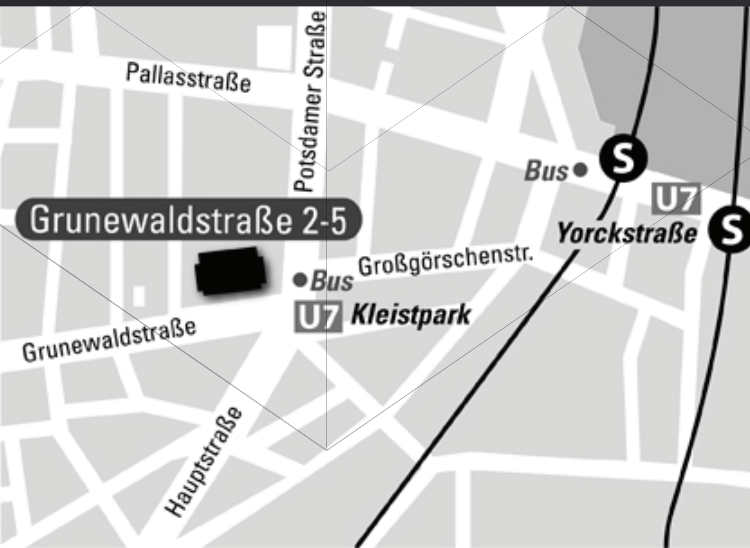 Potsdamer Straße
Pallasstraße
Bus
S
U7
Yorckstraße
S
Grunewaldstraße 2-5
Großgörschenstr.
Bus
U7 Kleistpark
Grunewaldstraße
Hauptstraße